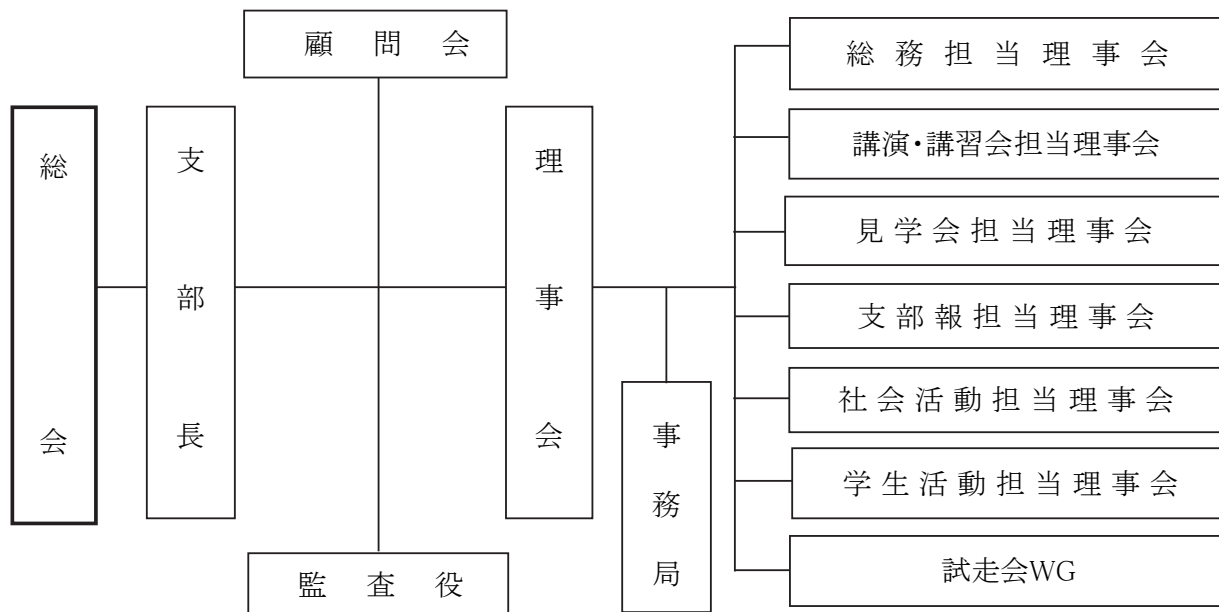 顧問会
総会
支部長
理事会
監査役
事務局
総務担当理事会
講演・講習会担当理事会
見学会担当理事会
支部報担当理事会
社会活動担当理事会
学生活動担当理事会
試走会WG